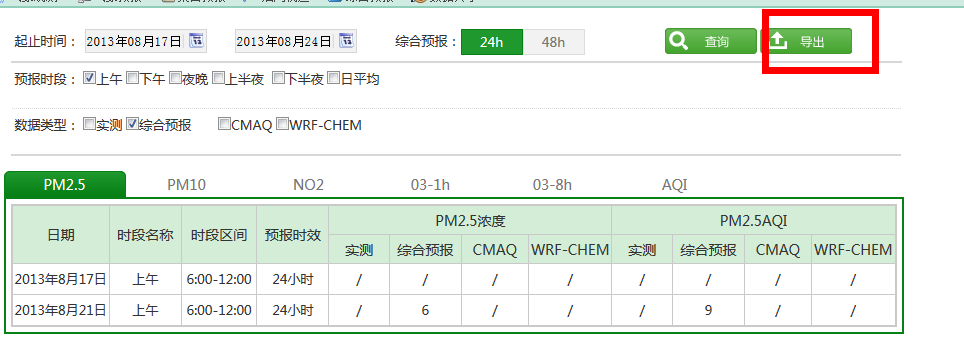 起止时间： 2013年08月17日 2013年08月24日 综合预报： 24h 48h 查询 导出
预报时段： 上午 下午 夜晚 上半夜 下半夜 日平均
数据类型： 实测 综合预报 CMAQ WRF-CHEM
PM2.5 PM10 NO2 03-1h 03-8h AQI
日期 时段名称 时段区间 预报时效 PM2.5浓度 PM2.5AQI
实测 综合预报 CMAQ WRF-CHEM 实测 综合预报 CMAQ WRF-CHEM
2013年8月17日 上午 6:00-12:00 24小时 / / / / / / / /
2013年8月21日 上午 6:00-12:00 24小时 / 6 / / / 9 / /